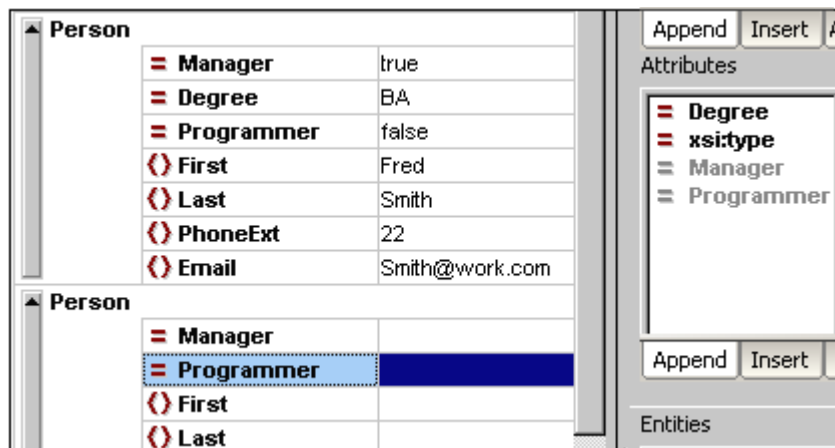 Person
= Manager true
= Degree BA
= Programmer false
() First Fred
() Last Smith
() PhoneExt 22
() Email Smith@work.com
Person
= Manager
= Programmer
() First
() Last
Append Insert
Attributes
= Degree
= xsi:type
= Manager
= Programmer
Append Insert
Entities